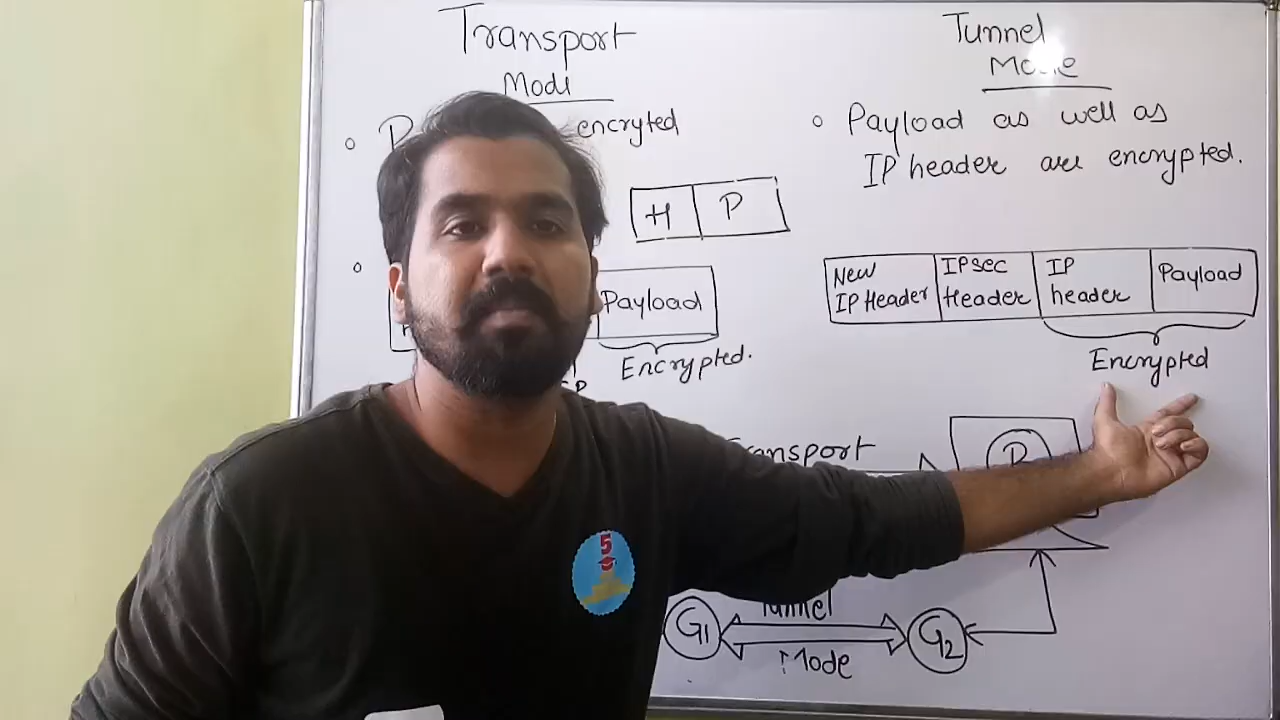 Transport
Mode
encryted
H P
Payload
Encrypted.
Tunnel
Mode
Payload as well as
IP header are encrypted.
New
IP Header
IPsec
Header
IP
header
Payload
Encrypted
Tunnel
Mode
G1
G2
5